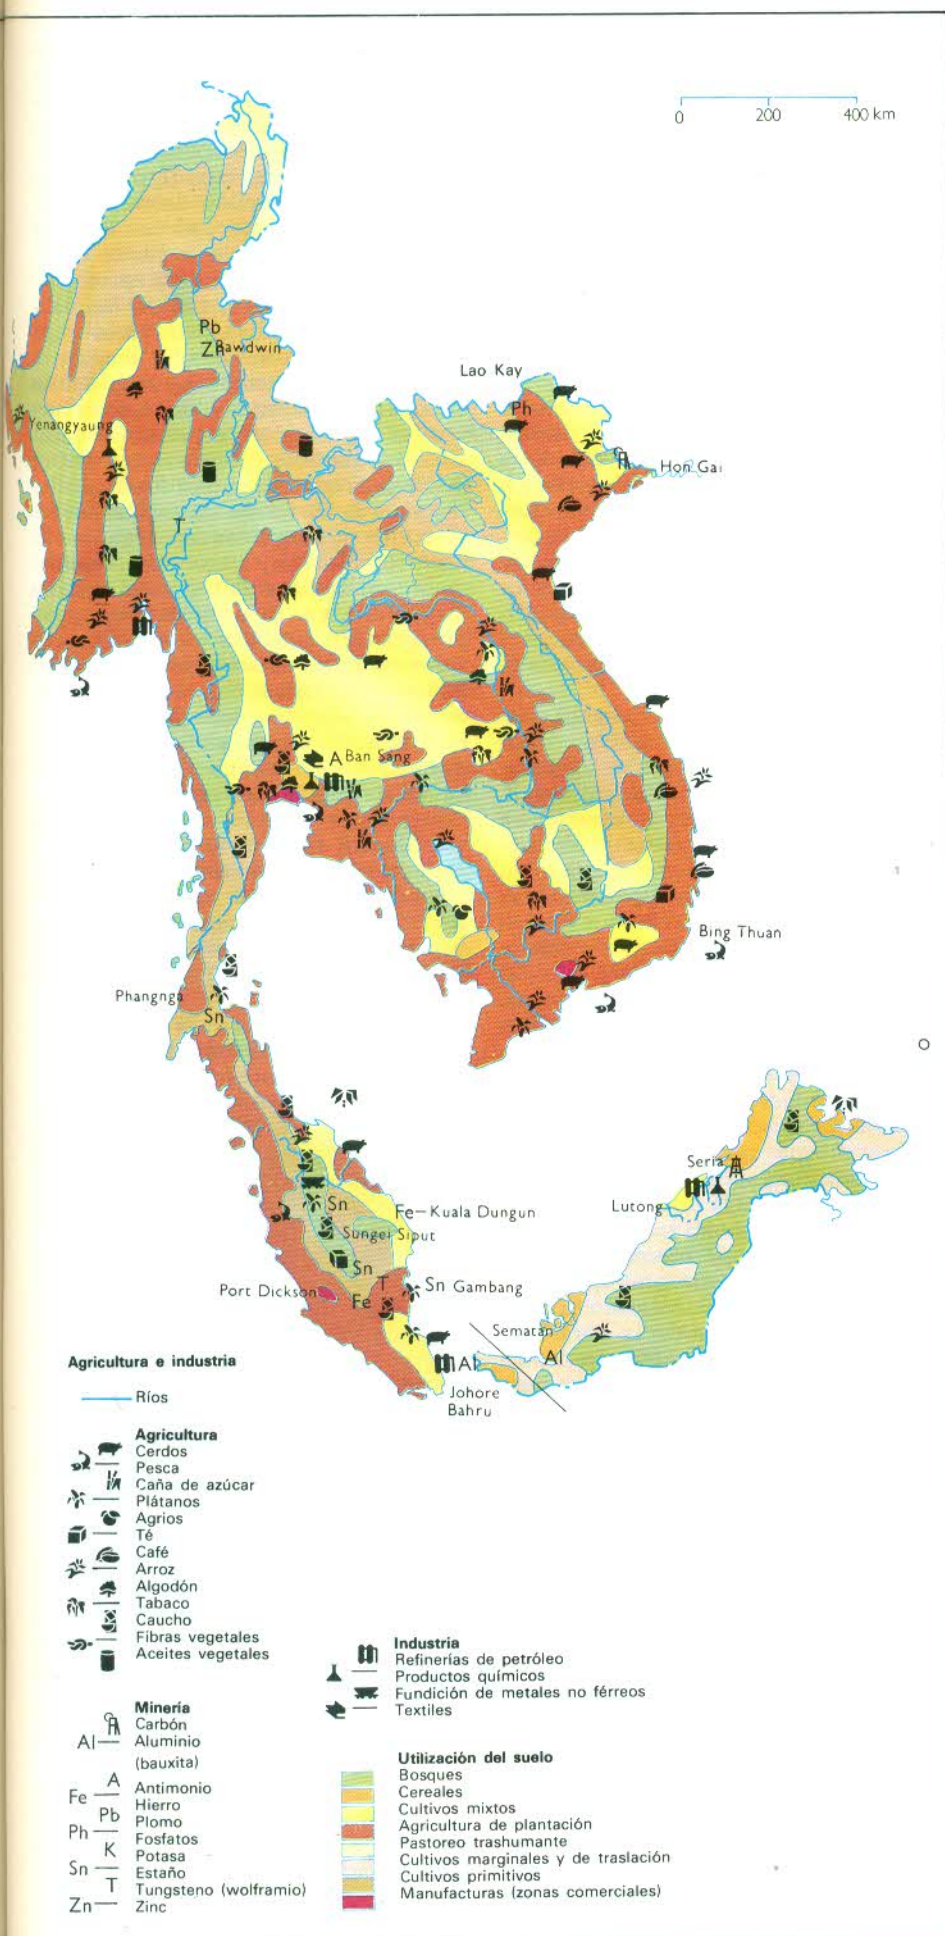 0 200 400 km
Pb
Zn Bawdwin
Lao Kay
Ph
Yenangyaung
Hon Gai
T
A Ban Sang
Bing Thuan
Phangnga
Sn
Seria
Sn
Fe—Kuala Dungun
Lutong
Sungei Siput
Sn
T
Sn Gambang
Port Dickson
Fe
Sematan
Al
Al
Johore
Bahru
Agricultura e industria
Ríos
Agricultura
Cerdos
Pesca
Caña de azúcar
Plátanos
Agrios
Té
Café
Arroz
Algodón
Tabaco
Caucho
Fibras vegetales
Aceites vegetales
Minería
Carbón
Al Aluminio
(bauxita)
A Antimonio
Fe Hierro
Pb Plomo
Ph Fosfatos
K Potasa
Sn Estaño
T Tungsteno (wolframio)
Zn Zinc
Industria
Refinerías de petróleo
Productos químicos
Fundición de metales no férreos
Textiles
Utilización del suelo
Bosques
Cereales
Cultivos mixtos
Agricultura de plantación
Pastoreo trashumante
Cultivos marginales y de traslación
Cultivos primitivos
Manufacturas (zonas comerciales)